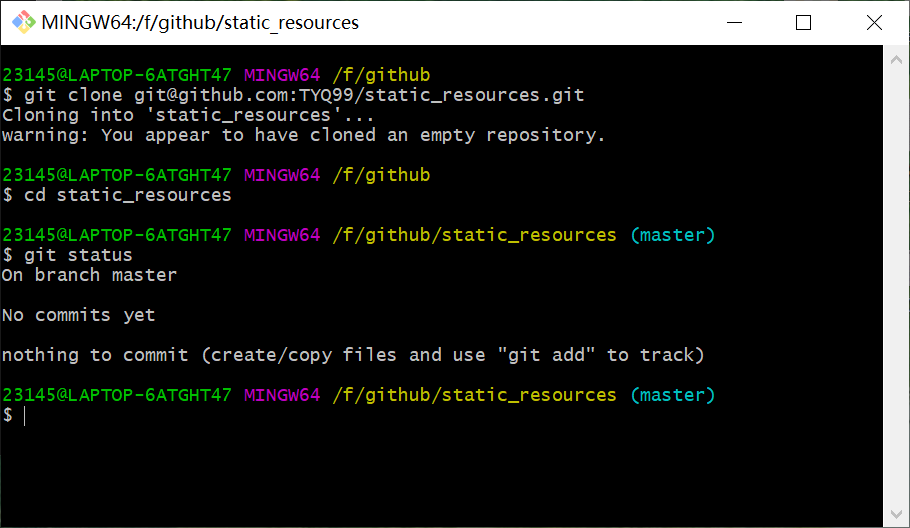 MINGW64:/f/github/static_resources
23145@LAPTOP-6ATGHT47 MINGW64 /f/github
$ git clone git@github.com:TYQ99/static_resources.git
Cloning into 'static_resources'...
warning: You appear to have cloned an empty repository.
23145@LAPTOP-6ATGHT47 MINGW64 /f/github
$ cd static_resources
23145@LAPTOP-6ATGHT47 MINGW64 /f/github/static_resources (master)
$ git status
On branch master
No commits yet
nothing to commit (create/copy files and use "git add" to track)
23145@LAPTOP-6ATGHT47 MINGW64 /f/github/static_resources (master)
$